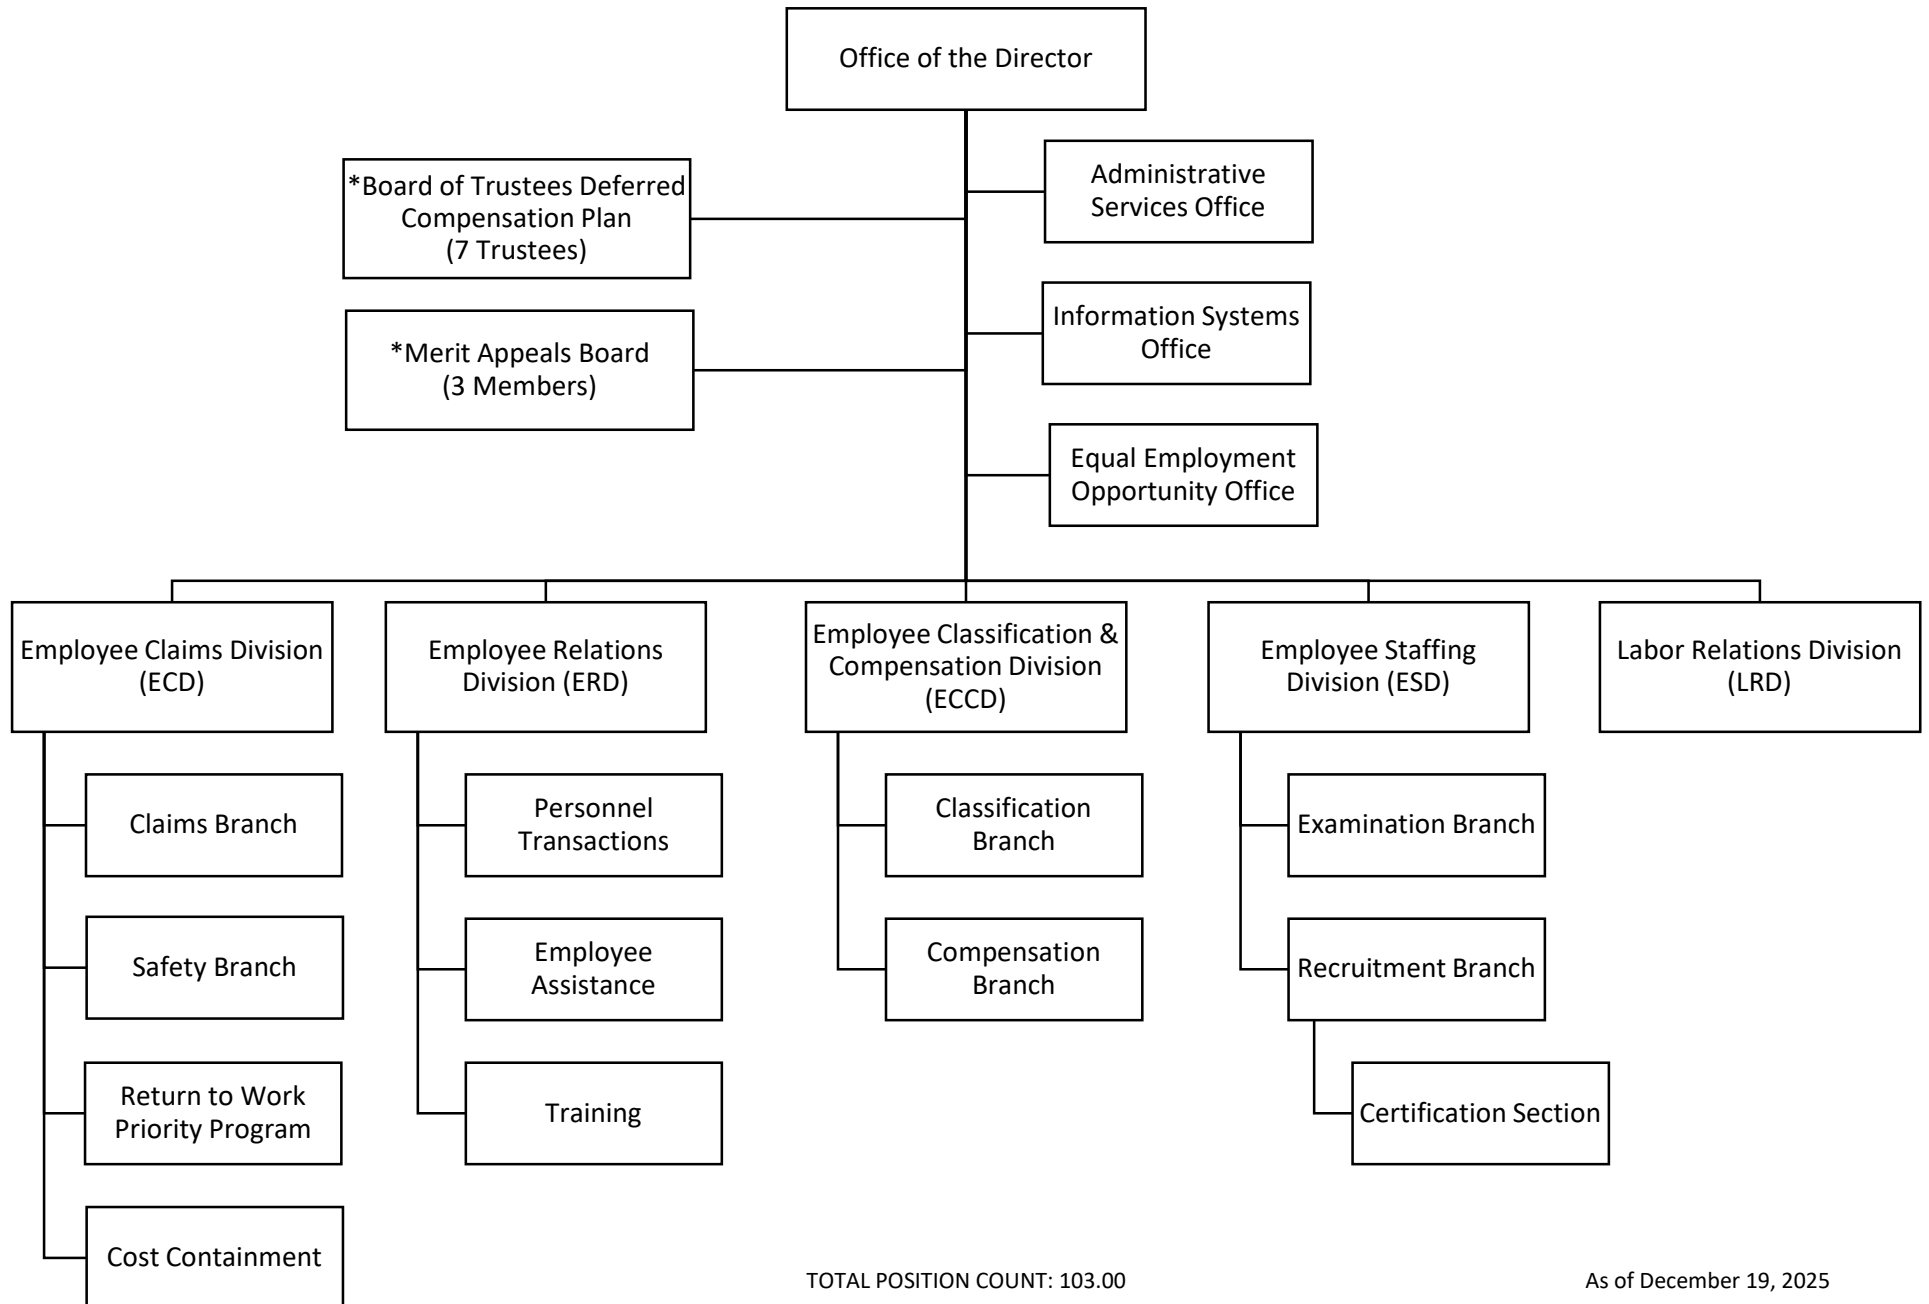 Office of the Director
*Board of Trustees Deferred
Compensation Plan
(7 Trustees)
Administrative
Services Office
*Merit Appeals Board
(3 Members)
Information Systems
Office
Equal Employment
Opportunity Office
Employee Claims Division
(ECD)
Employee Relations
Division (ERD)
Employee Classification &
Compensation Division
(ECCD)
Employee Staffing
Division (ESD)
Labor Relations Division
(LRD)
Claims Branch
Safety Branch
Return to Work
Priority Program
Cost Containment
Personnel
Transactions
Employee
Assistance
Training
Classification
Branch
Compensation
Branch
Examination Branch
Recruitment Branch
Certification Section
TOTAL POSITION COUNT: 103.00
As of December 19, 2025